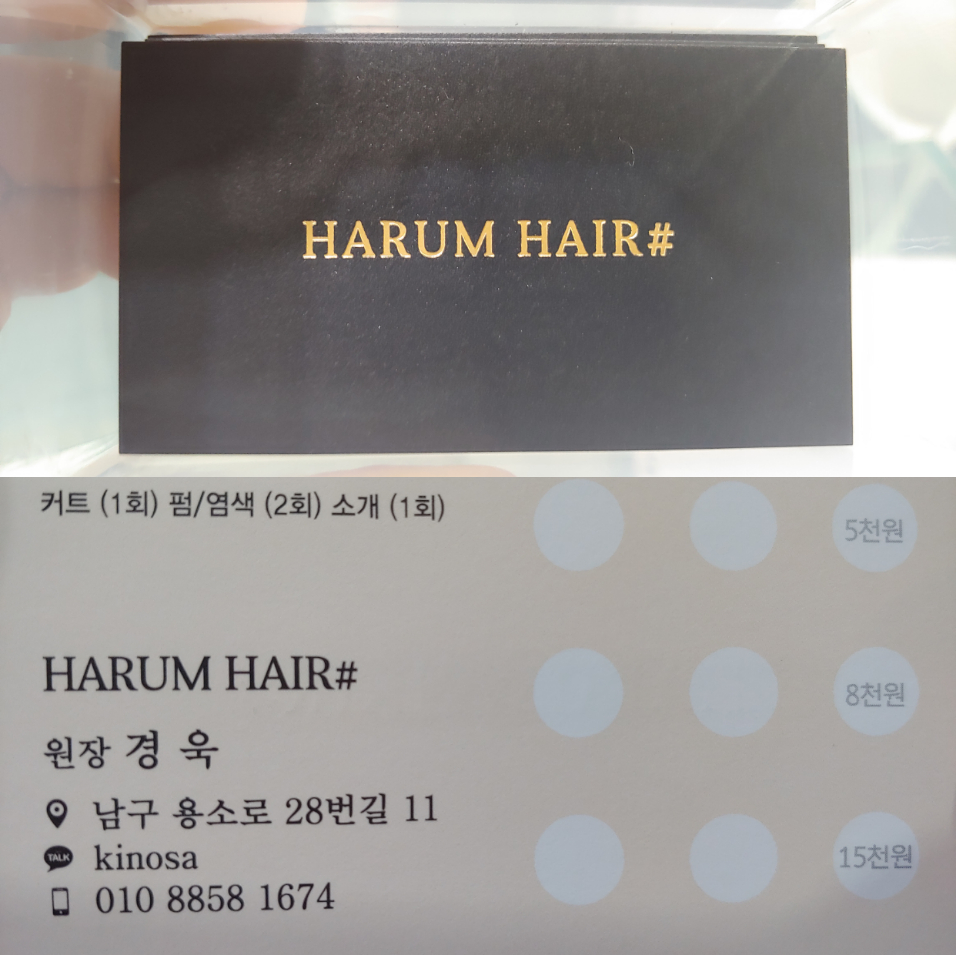 HARUM HAIR#
커트 (1회) 펌/염색 (2회) 소개 (1회)
5천원
HARUM HAIR#
8천원
원장 경 욱
남구 용소로 28번길 11
TALK
kinosa
15천원
010 8858 1674